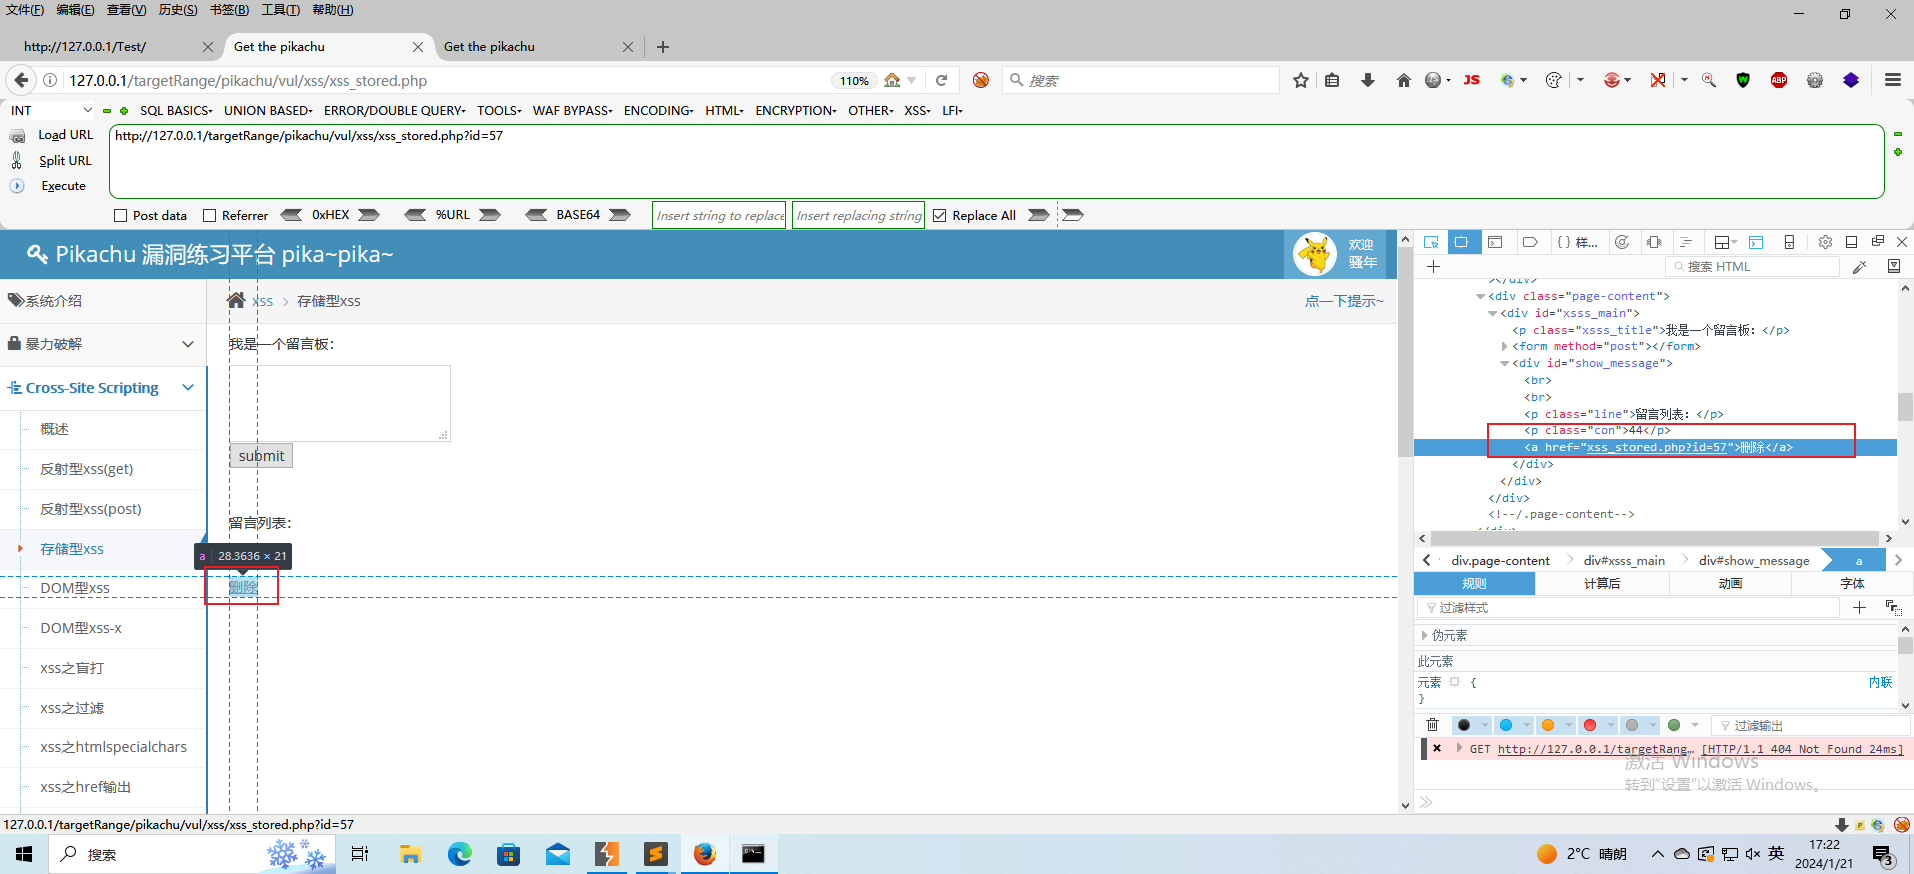 文件(F) 编辑(E) 查看(V) 历史(S) 书签(B) 工具(T) 帮助(H)
http://127.0.0.1/Test/ Get the pikachu Get the pikachu
127.0.0.1/targetRange/pikachu/vul/xss/xss_stored.php 110% 搜索 JS ABP
INT SQL BASICS UNION BASED ERROR/DOUBLE QUERY TOOLS WAF BYPASS ENCODING HTML ENCRYPTION OTHER XSS LFI
Load URL http://127.0.0.1/targetRange/pikachu/vul/xss/xss_stored.php?id=57
Split URL
Execute
Post data Referrer 0xHEX %URL BASE64 Insert string to replace Insert replacing string Replace All
Pikachu 漏洞练习平台 pika~pika~ 欢迎
骚年
系统介绍
暴力破解
Cross-Site Scripting
概述
反射型xss(get)
反射型xss(post)
存储型xss
DOM型xss
DOM型xss-x
xss之盲打
xss之过滤
xss之htmlspecialchars
xss之href输出
xss > 存储型xss 点一下提示~
我是一个留言板：
submit
留言列表：
a 28.3636 × 21
删除
{ } 样...
搜索 HTML
></div>
<div class="page-content">
<div id="xsss_main">
<p class="xsss_title">我是一个留言板：</p>
<form method="post"></form>
<div id="show_message">
<br>
<br>
<p class="line">留言列表：</p>
<p class="con">44</p>
<a href="xss_stored.php?id=57">删除</a>
</div>
</div>
</div>
<!--/.page-content-->
</div>
div.page-content div#xsss_main div#show_message a
规则 计算后 动画 字体
过滤样式
伪元素
此元素
元素 { 内联
}
过滤输出
GET http://127.0.0.1/targetRang… [HTTP/1.1 404 Not Found 24ms]
激活 Windows
转到"设置"以激活 Windows。
127.0.0.1/targetRange/pikachu/vul/xss/xss_stored.php?id=57
搜索 2°C 晴朗 英 17:22
2024/1/21 3